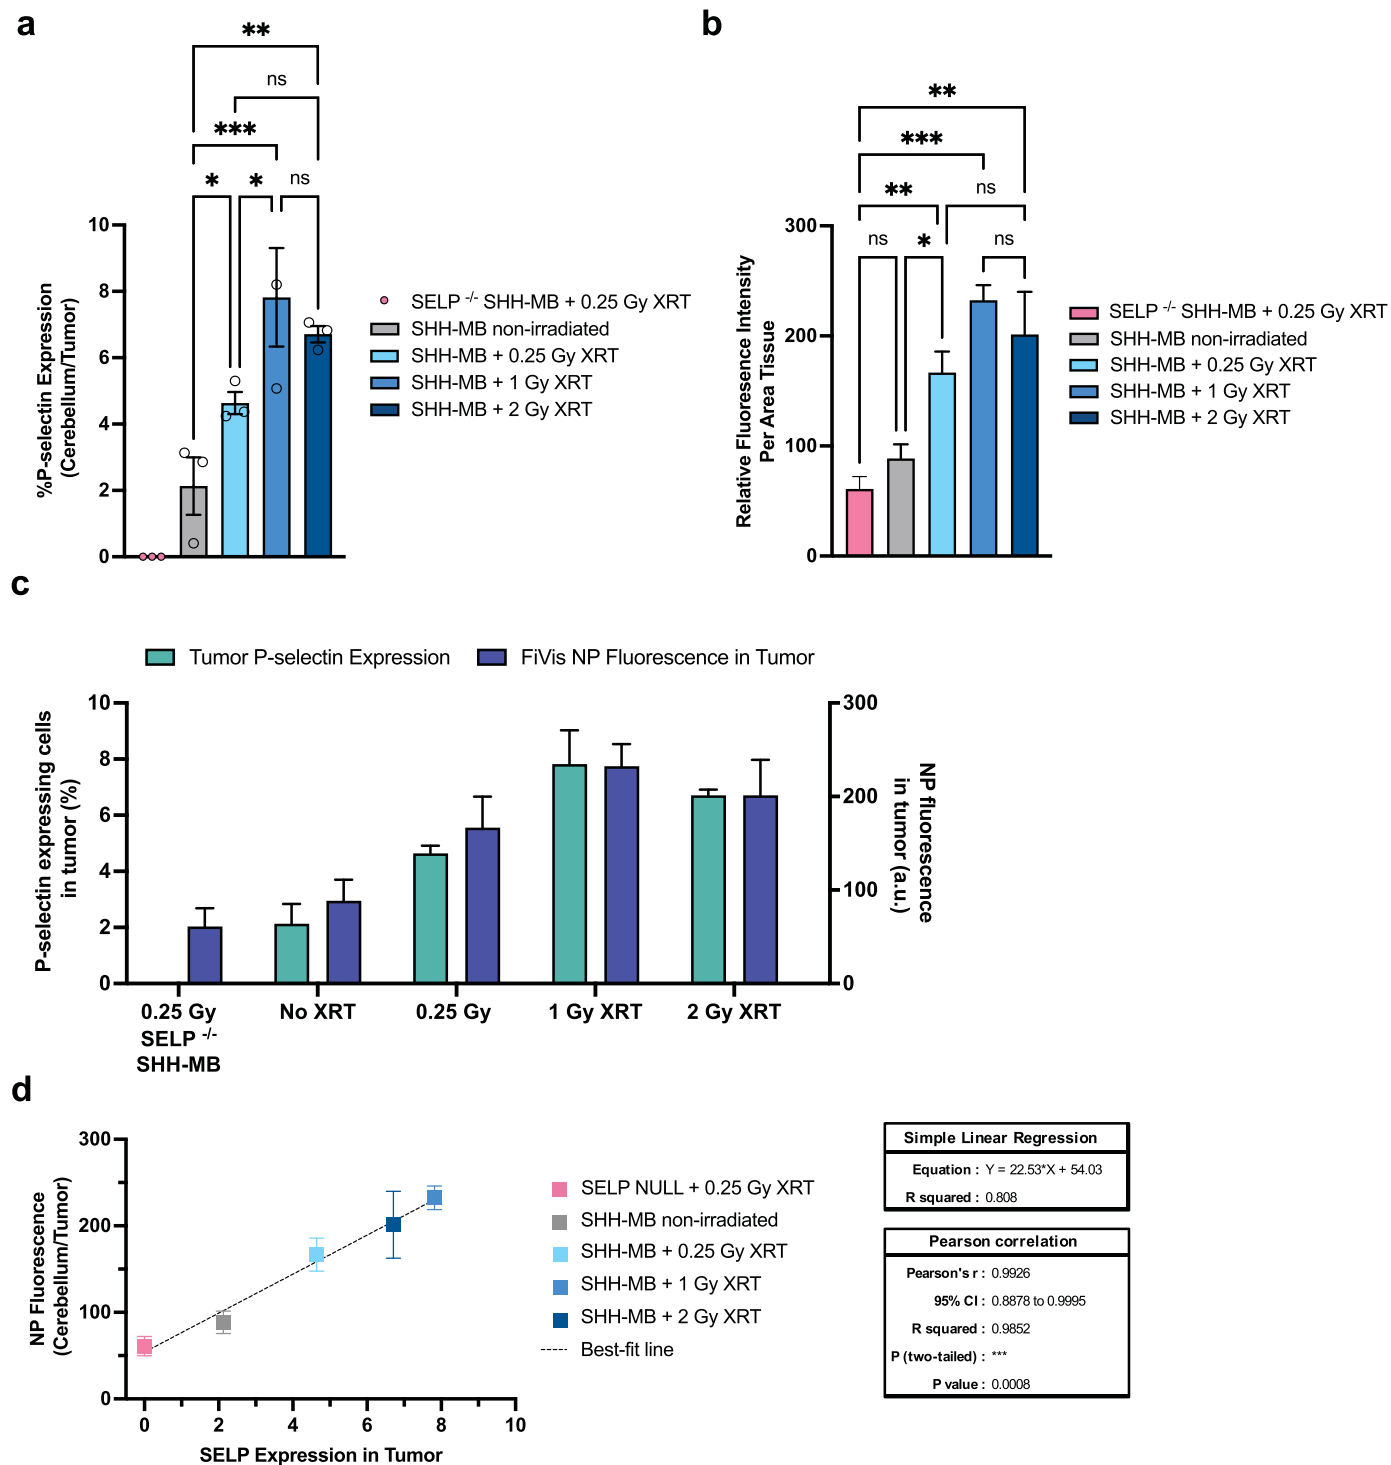 a
**
ns
***
*
*
ns
10
8
6
4
2
0
%P-selectin Expression
(Cerebellum/Tumor)
SELP -/- SHH-MB + 0.25 Gy XRT
SHH-MB non-irradiated
SHH-MB + 0.25 Gy XRT
SHH-MB + 1 Gy XRT
SHH-MB + 2 Gy XRT
b
**
***
**
ns
ns
*
ns
300
200
100
0
Relative Fluoresence Intensity
Per Area Tissue
SELP -/- SHH-MB + 0.25 Gy XRT
SHH-MB non-irradiated
SHH-MB + 0.25 Gy XRT
SHH-MB + 1 Gy XRT
SHH-MB + 2 Gy XRT
c
Tumor P-selectin Expression
FiVis NP Fluorescence in Tumor
10
8
6
4
2
0
P-selectin expressing cells
in tumor (%)
300
200
100
0
NP fluorescence
in tumor (a.u.)
0.25 Gy
SELP -/-
SHH-MB
No XRT
0.25 Gy
1 Gy XRT
2 Gy XRT
d
300
200
100
0
NP Fluorescence
(Cerebellum/Tumor)
0
2
4
6
8
10
SELP Expression in Tumor
SELP NULL + 0.25 Gy XRT
SHH-MB non-irradiated
SHH-MB + 0.25 Gy XRT
SHH-MB + 1 Gy XRT
SHH-MB + 2 Gy XRT
Best-fit line
Simple Linear Regression
Equation : Y = 22.53*X + 54.03
R squared : 0.808
Pearson correlation
Pearson's r : 0.9926
95% CI : 0.8878 to 0.9995
R squared : 0.9852
P (two-tailed) : ***
P value : 0.0008